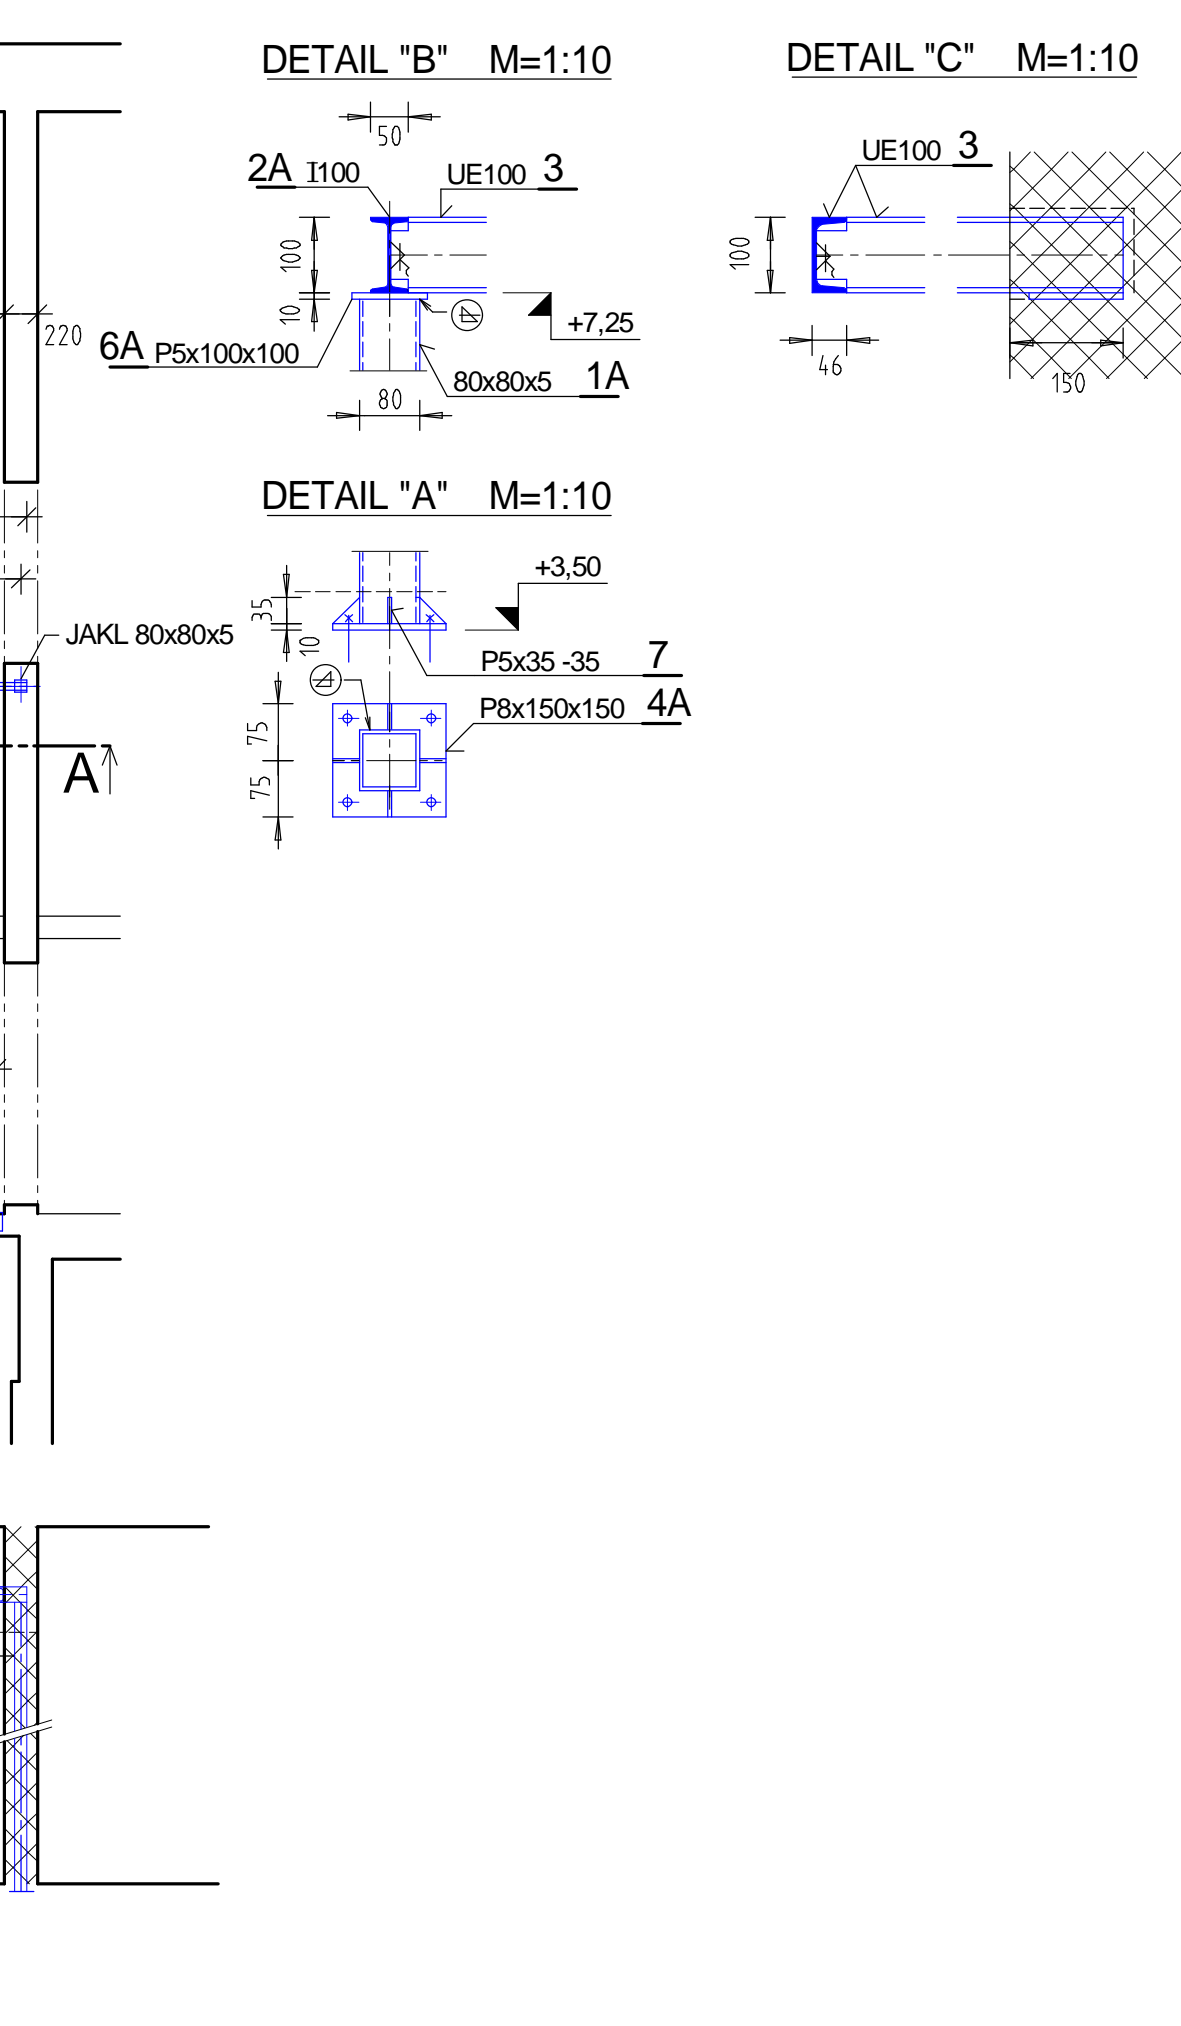 DETAIL "B" M=1:10
DETAIL "C" M=1:10
50
2A I100
UE100 3
100
10
+7,25
6A P5x100x100
80x80x5 1A
80
UE100 3
100
46
150
220
DETAIL "A" M=1:10
+3,50
35
10
P5x35 -35 7
P8x150x150 4A
75
75
JAKL 80x80x5
A